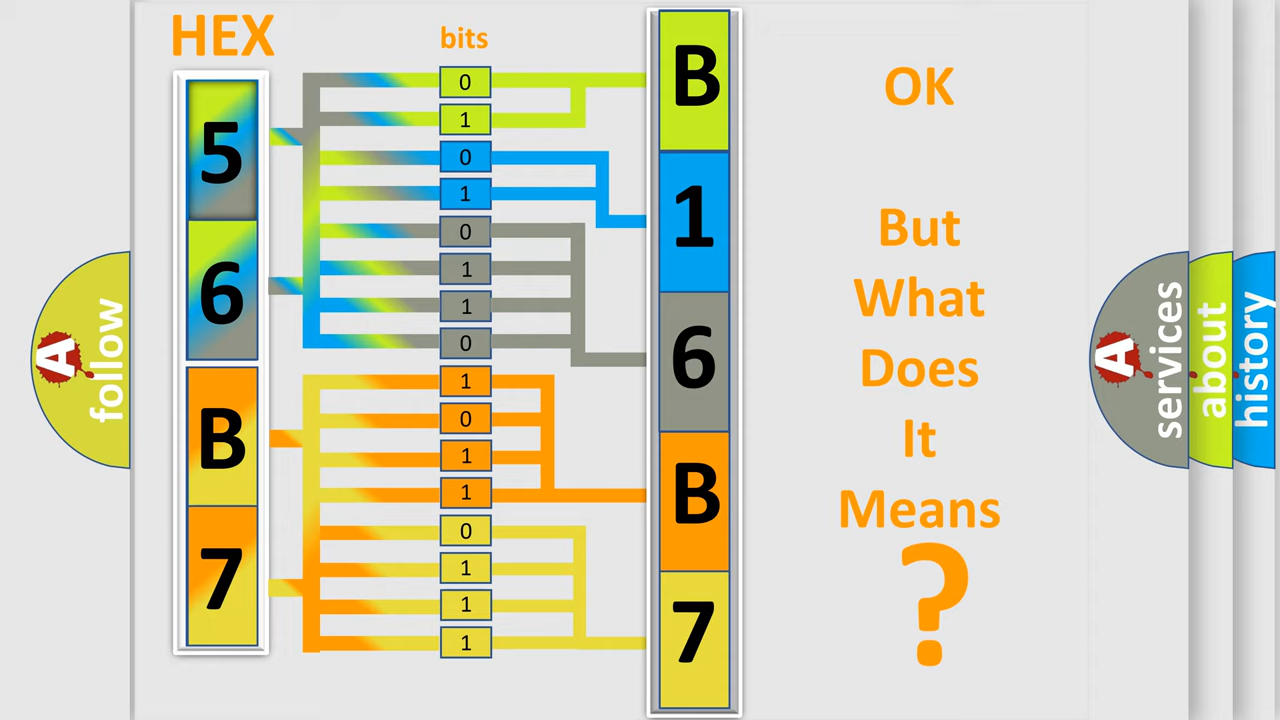 HEX
bits
5
6
B
7
0
1
0
1
0
1
1
0
1
0
1
1
0
1
1
1
B
1
6
B
7
OK
But
What
Does
It
Means
?
A
follow
A
services
about
history